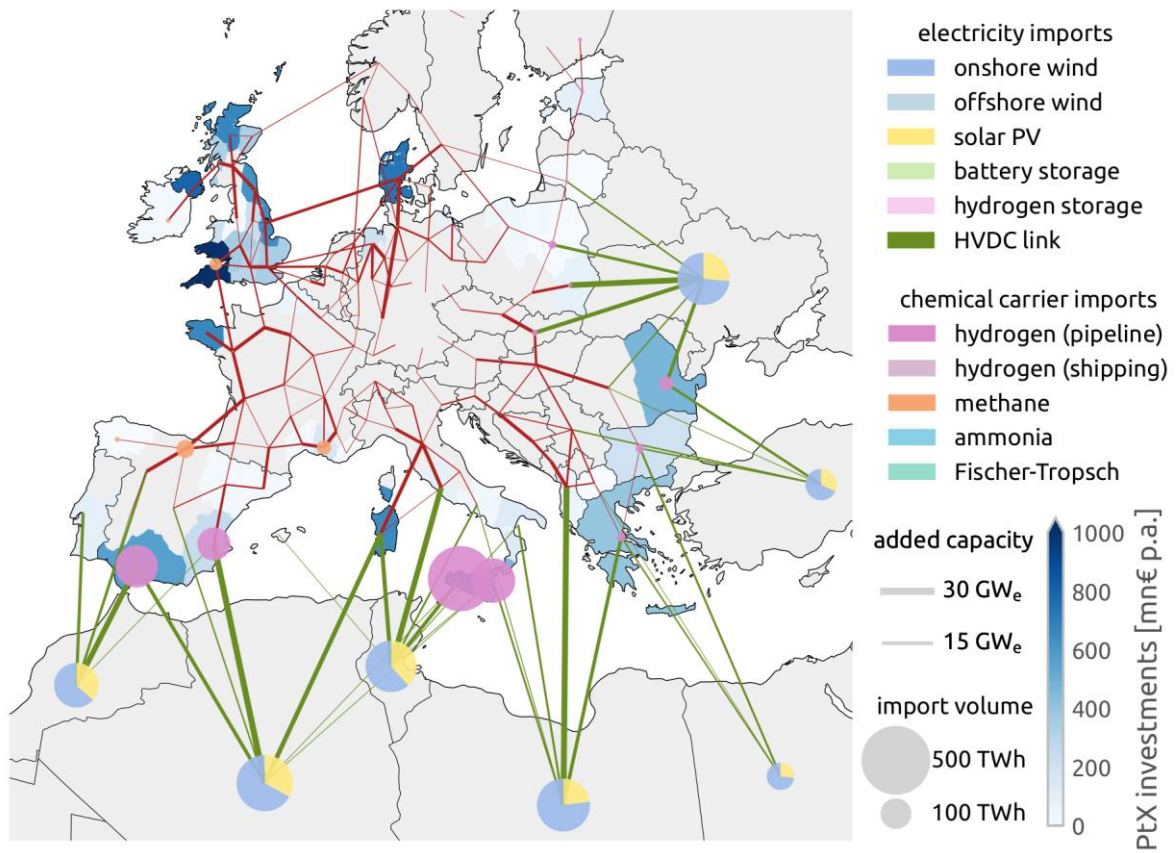 electricity imports
onshore wind
offshore wind
solar PV
battery storage
hydrogen storage
HVDC link
chemical carrier imports
hydrogen (pipeline)
hydrogen (shipping)
methane
ammonia
Fischer-Tropsch
added capacity
30 GWₑ
15 GWₑ
import volume
500 TWh
100 TWh
1000
800
600
400
200
0
PtX investments [mn€ p.a.]